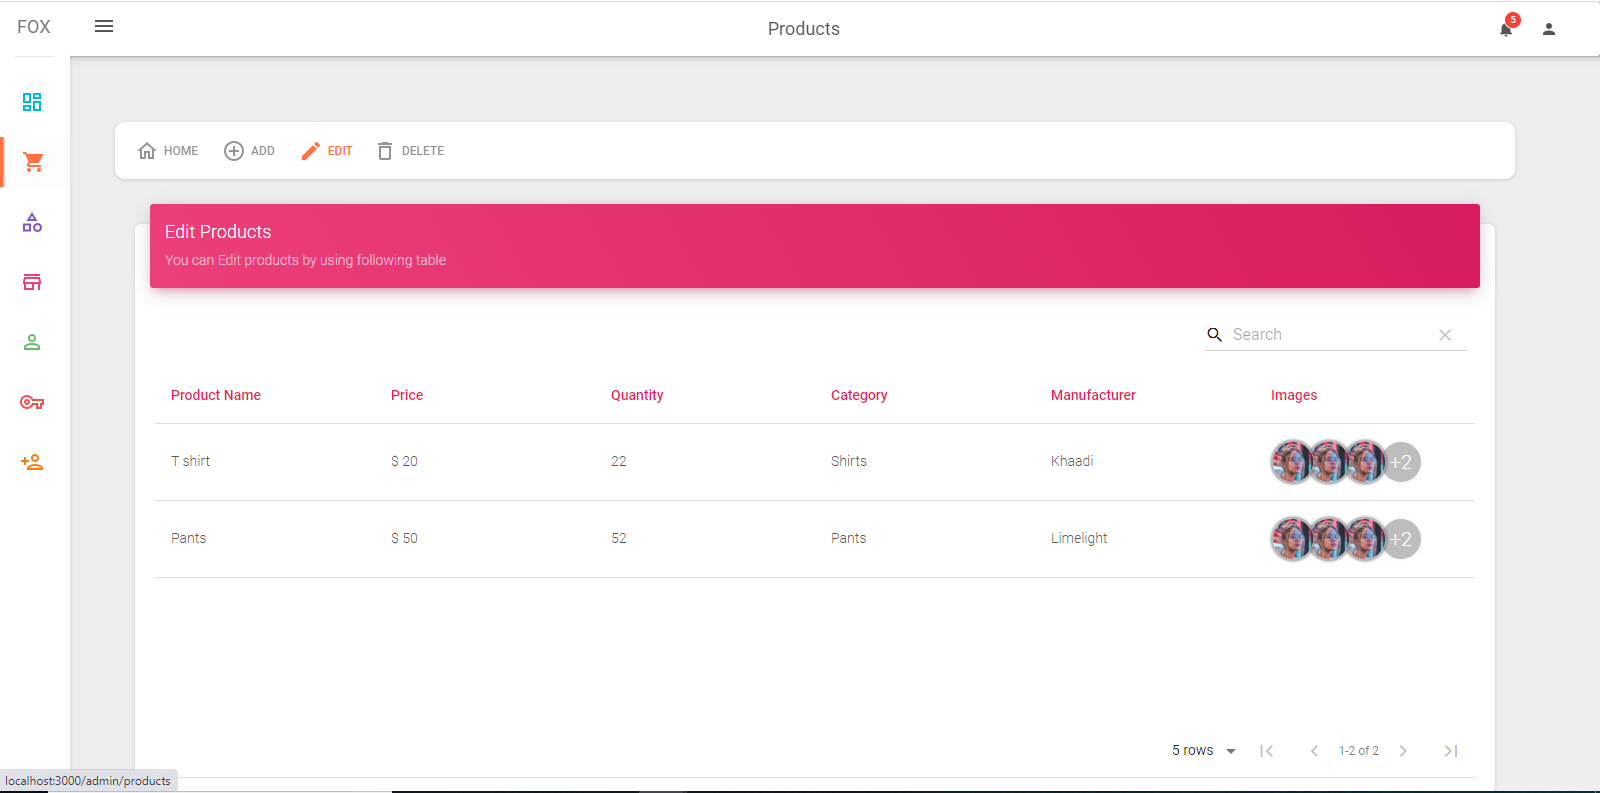 FOX
Products
5
HOME ADD EDIT DELETE
Edit Products
You can Edit products by using following table
Search
Product Name Price Quantity Category Manufacturer Images
T shirt $ 20 22 Shirts Khaadi +2
Pants $ 50 52 Pants Limelight +2
5 rows 1-2 of 2
localhost:3000/admin/products